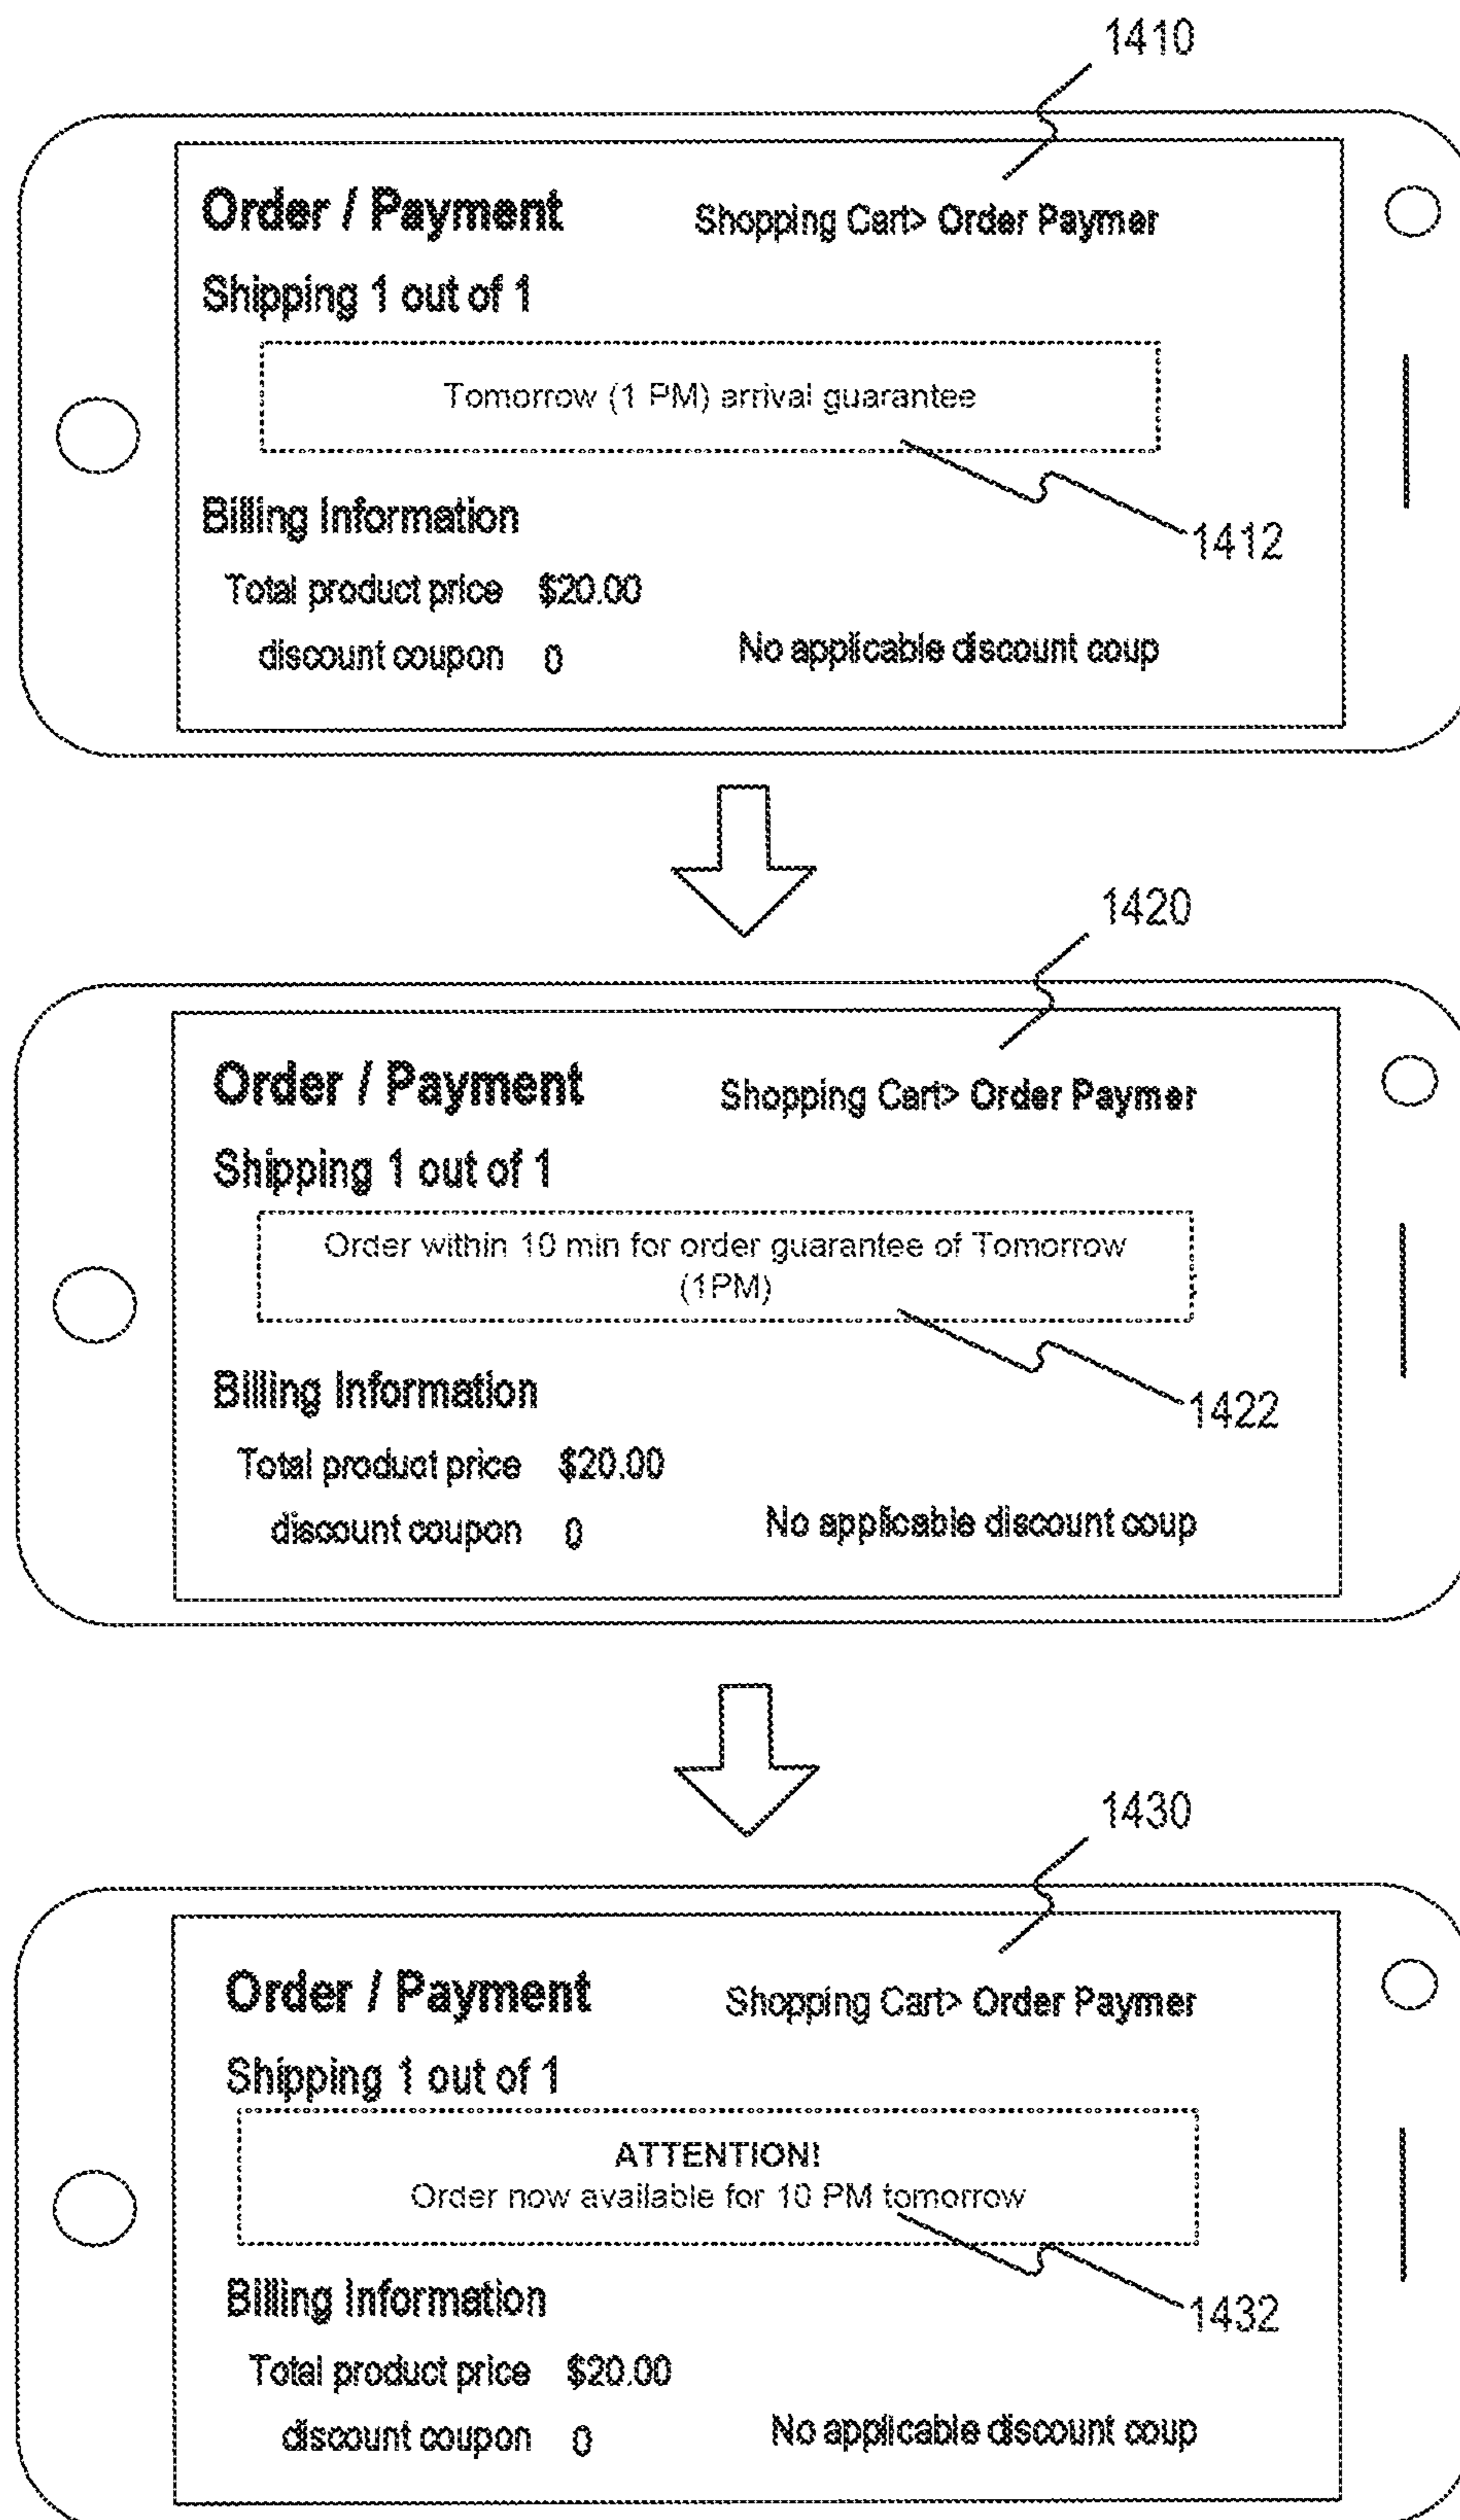 1410
Order / Payment
Shopping Cart> Order Paymer
Shipping 1 out of 1
Tomorrow (1 PM) arrival guarantee
1412
Billing Information
Total product price $20.00
discount coupon 0
No applicable discount coup
1420
Order / Payment
Shopping Cart> Order Paymer
Shipping 1 out of 1
Order within 10 min for order guarantee of Tomorrow
(1PM)
1422
Billing Information
Total product price $20.00
discount coupon 0
No applicable discount coup
1430
Order / Payment
Shopping Cart> Order Paymer
Shipping 1 out of 1
ATTENTION!
Order now available for 10 PM tomorrow
1432
Billing Information
Total product price $20.00
discount coupon 0
No applicable discount coup